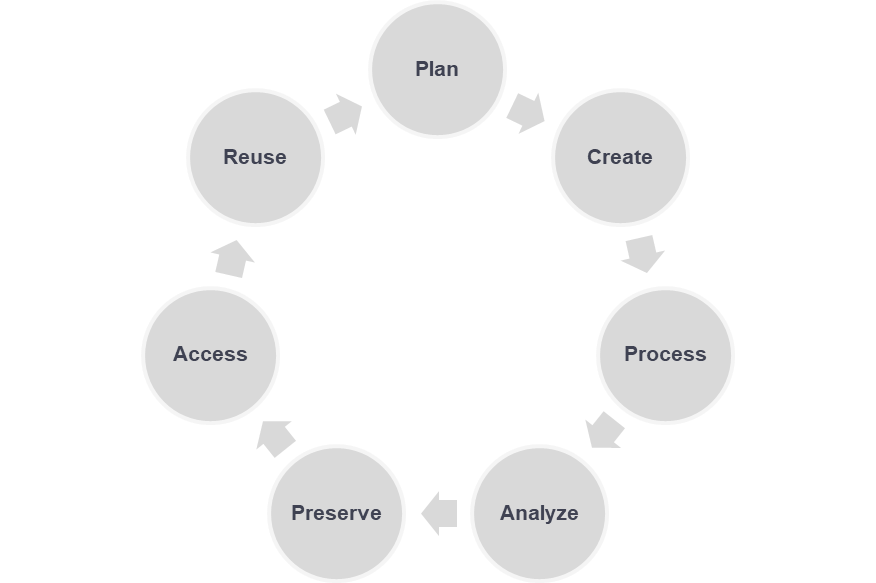 Plan
Create
Process
Analyze
Preserve
Access
Reuse